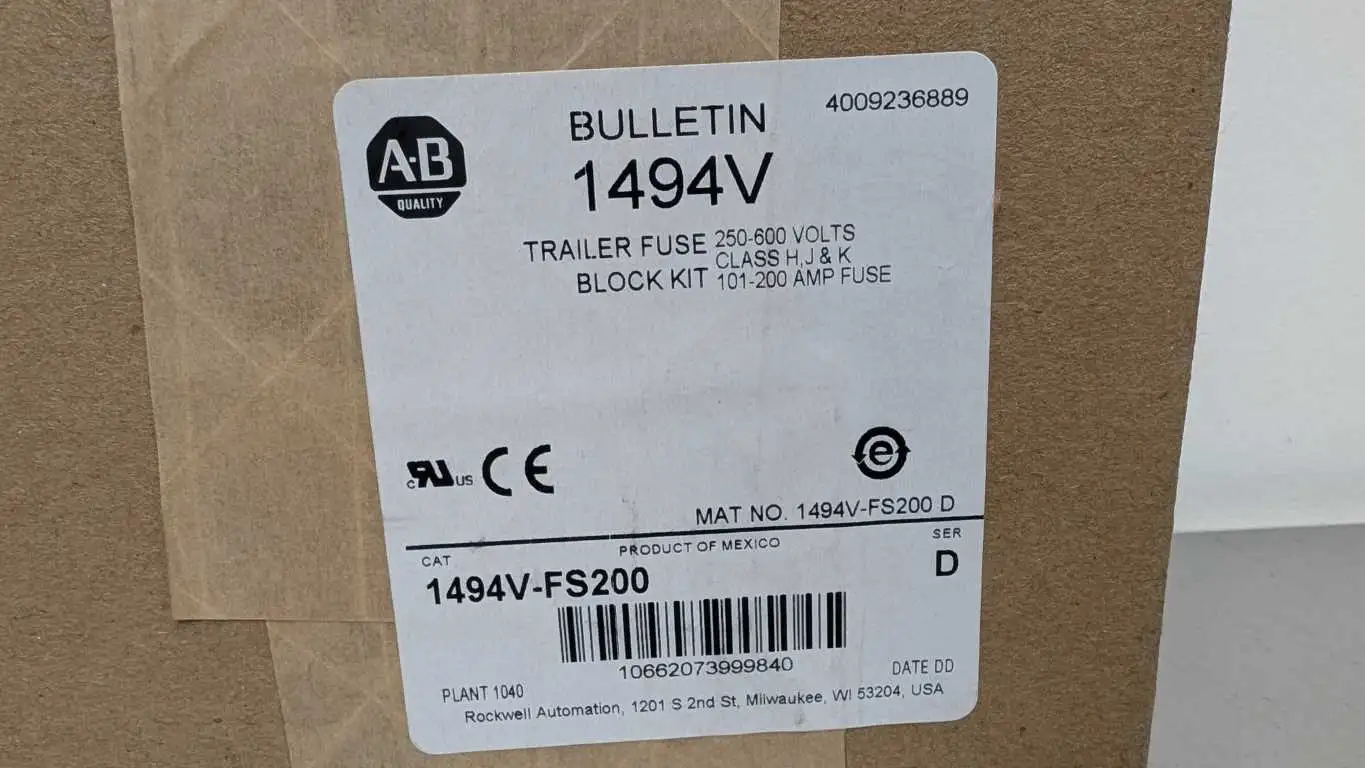 A·B
QUALITY
BULLETIN
4009236889
1494V
TRAILER FUSE
BLOCK KIT
250-600 VOLTS
CLASS H,J & K
101-200 AMP FUSE
c RU US CE
e
MAT NO. 1494V-FS200 D
CAT
PRODUCT OF MEXICO
SER
1494V-FS200
D
10662073999840
PLANT 1040
DATE DD
Rockwell Automation, 1201 S 2nd St, Milwaukee, WI 53204, USA